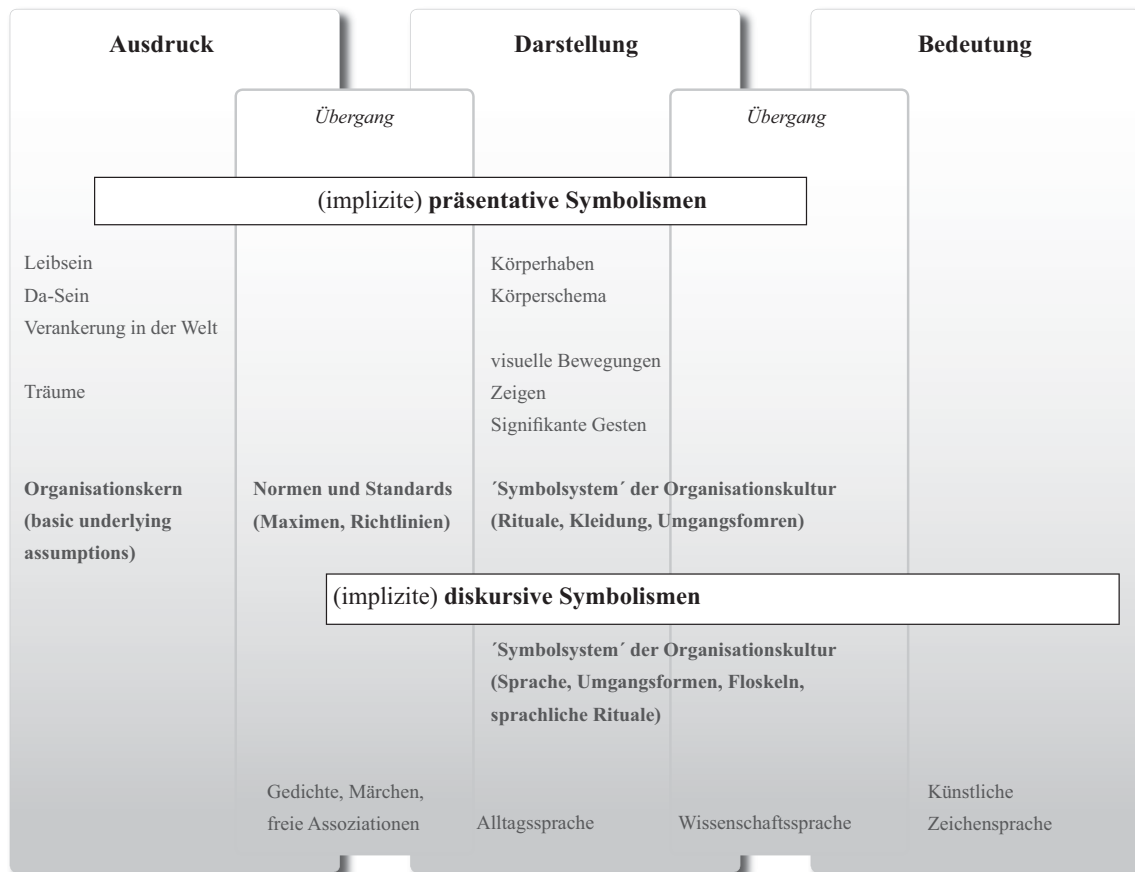 Ausdruck
Darstellung
Bedeutung
Übergang
Übergang
(implizite) präsentative Symbolismen
Leibsein
Da-Sein
Verankerung in der Welt
Träume
Körperhaben
Körperschema
visuelle Bewegungen
Zeigen
Signifikante Gesten
Organisationskern
(basic underlying
assumptions)
Normen und Standards
(Maximen, Richtlinien)
´Symbolsystem´ der Organisationskultur
(Rituale, Kleidung, Umgangsfomren)
(implizite) diskursive Symbolismen
´Symbolsystem´ der Organisationskultur
(Sprache, Umgangsformen, Floskeln,
sprachliche Rituale)
Gedichte, Märchen,
freie Assoziationen
Alltagssprache
Wissenschaftssprache
Künstliche
Zeichensprache